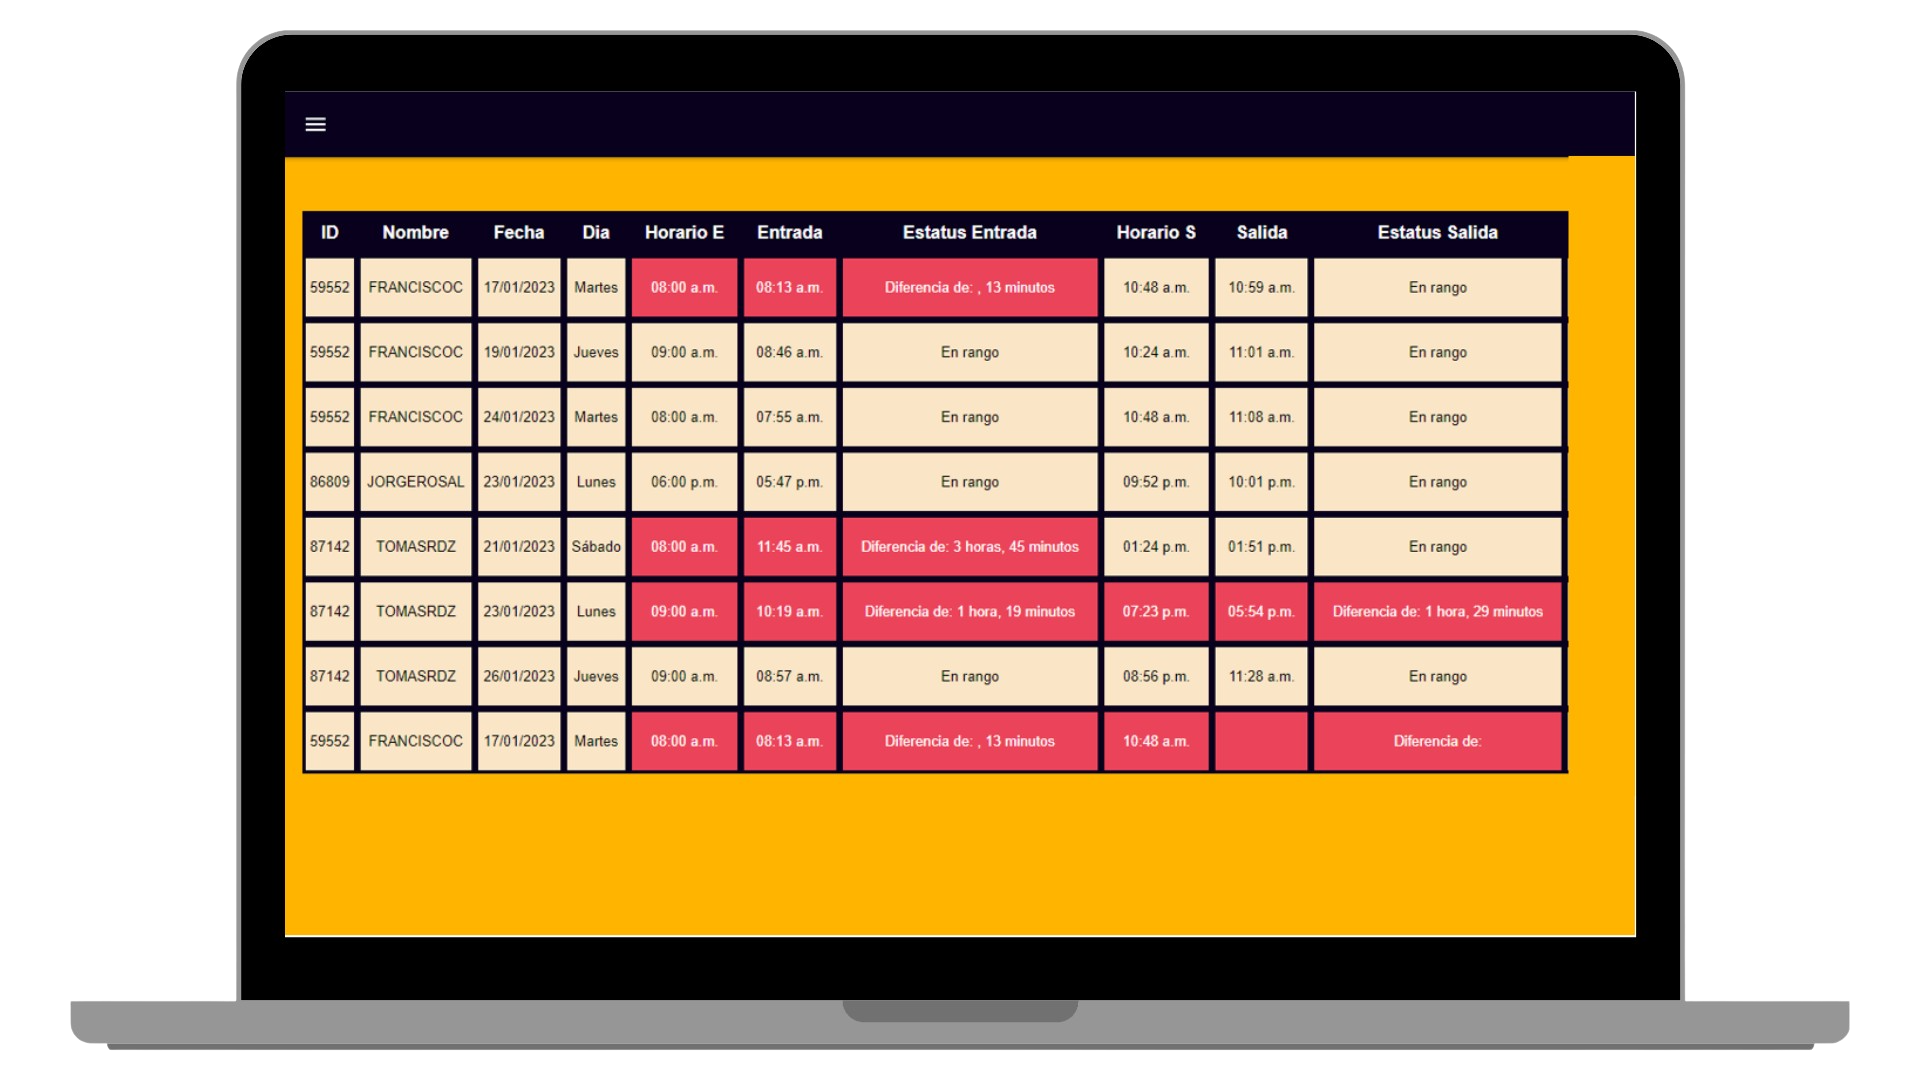 ID Nombre Fecha Dia Horario E Entrada Estatus Entrada Horario S Salida Estatus Salida
59552 FRANCISCOC 17/01/2023 Martes 08:00 a.m. 08:13 a.m. Diferencia de: , 13 minutos 10:48 a.m. 10:59 a.m. En rango
59552 FRANCISCOC 19/01/2023 Jueves 09:00 a.m. 08:46 a.m. En rango 10:24 a.m. 11:01 a.m. En rango
59552 FRANCISCOC 24/01/2023 Martes 08:00 a.m. 07:55 a.m. En rango 10:48 a.m. 11:08 a.m. En rango
86809 JORGEROSAL 23/01/2023 Lunes 06:00 p.m. 05:47 p.m. En rango 09:52 p.m. 10:01 p.m. En rango
87142 TOMASRDZ 21/01/2023 Sábado 08:00 a.m. 11:45 a.m. Diferencia de: 3 horas, 45 minutos 01:24 p.m. 01:51 p.m. En rango
87142 TOMASRDZ 23/01/2023 Lunes 09:00 a.m. 10:19 a.m. Diferencia de: 1 hora, 19 minutos 07:23 p.m. 05:54 p.m. Diferencia de: 1 hora, 29 minutos
87142 TOMASRDZ 26/01/2023 Jueves 09:00 a.m. 08:57 a.m. En rango 08:56 p.m. 11:28 a.m. En rango
59552 FRANCISCOC 17/01/2023 Martes 08:00 a.m. 08:13 a.m. Diferencia de: , 13 minutos 10:48 a.m. Diferencia de: